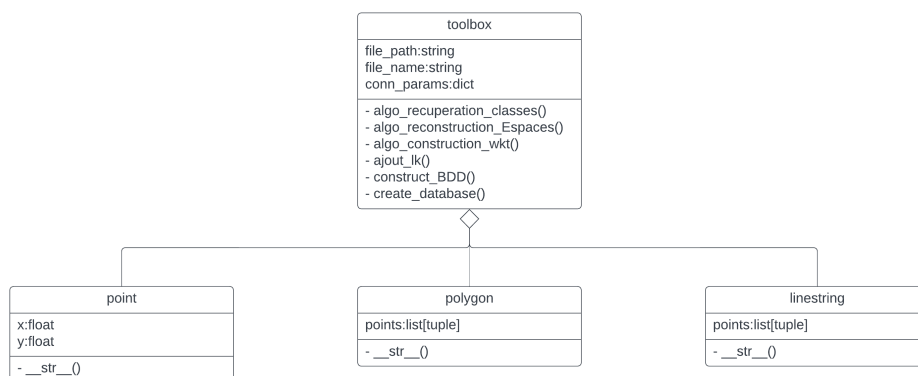 toolbox
file_path:string
file_name:string
conn_params:dict
- algo_recuperation_classes()
- algo_reconstruction_Espaces()
- algo_construction_wkt()
- ajout_lk()
- construct_BDD()
- create_database()
point
x:float
y:float
- __str__()
polygon
points:list[tuple]
- __str__()
linestring
points:list[tuple]
- __str__()